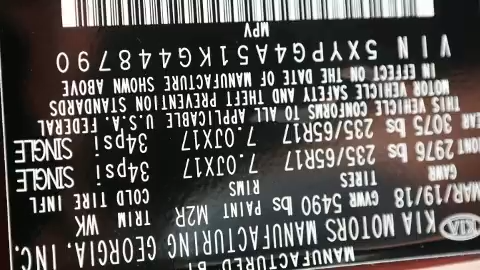 MANUFACTURED BY
KIA KIA MOTORS MANUFACTURING GEORGIA, INC.
MAR/19/18 GVWR 5490 lbs PAINT M2R TRIM WK
GAWR TIRES RIMS COLD TIRE INFL
FRONT 2976 lbs 235/65R17 7.0JX17 34psi SINGLE
REAR 3075 lbs 235/65R17 7.0JX17 34psi SINGLE
THIS VEHICLE CONFORMS TO ALL APPLICABLE U.S.A. FEDERAL
MOTOR VEHICLE SAFETY AND THEFT PREVENTION STANDARDS
IN EFFECT ON THE DATE OF MANUFACTURE SHOWN ABOVE
VIN 5XYPG4A51KG448790
MPV